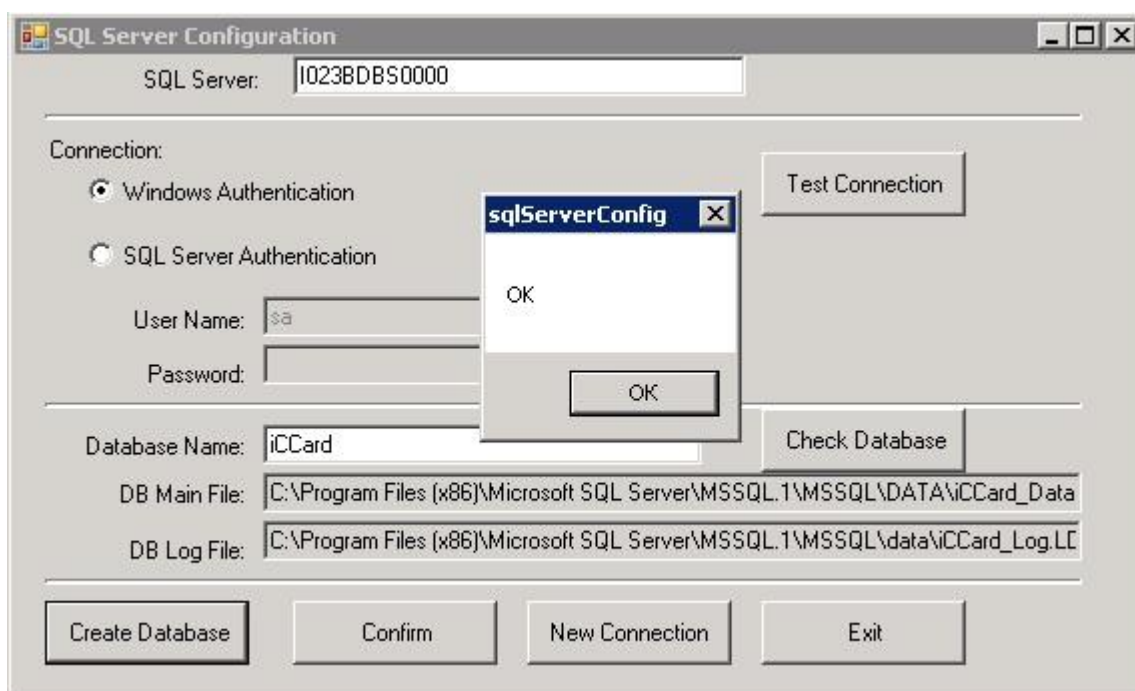 SQL Server Configuration
SQL Server: I023BDBS0000
Connection:
Windows Authentication
Test Connection
sqlServerConfig
SQL Server Authentication
OK
User Name: sa
Password:
OK
Database Name: iCCard
Check Database
DB Main File: C:\Program Files (x86)\Microsoft SQL Server\MSSQL.1\MSSQL\DATA\iCCard_Data
DB Log File: C:\Program Files (x86)\Microsoft SQL Server\MSSQL.1\MSSQL\data\iCCard_Log.LD
Create Database Confirm New Connection Exit